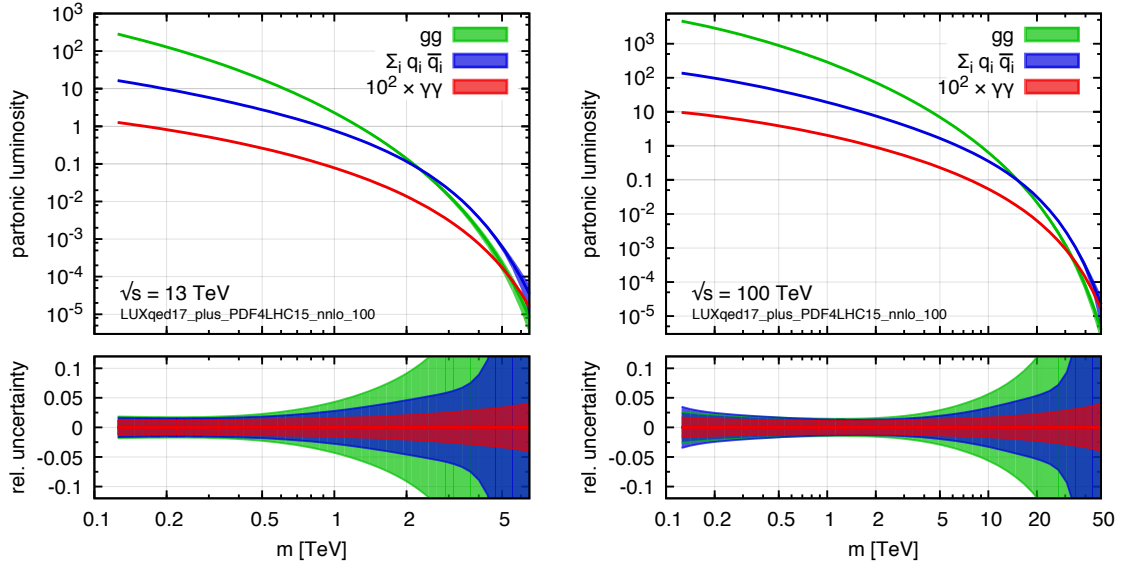 partonic luminosity
10³
10²
10
1
0.1
10⁻²
10⁻³
10⁻⁴
10⁻⁵
gg
Σᵢ qᵢ q̅ᵢ
10² × γγ
√s = 13 TeV
LUXqed17_plus_PDF4LHC15_nnlo_100
rel. uncertainty
0.1
0.05
0
-0.05
-0.1
0.1 0.2 0.5 1 2 5
m [TeV]
partonic luminosity
10³
10²
10
1
0.1
10⁻²
10⁻³
10⁻⁴
10⁻⁵
gg
Σᵢ qᵢ q̅ᵢ
10² × γγ
√s = 100 TeV
LUXqed17_plus_PDF4LHC15_nnlo_100
rel. uncertainty
0.1
0.05
0
-0.05
-0.1
0.1 0.2 0.5 1 2 5 10 20 50
m [TeV]